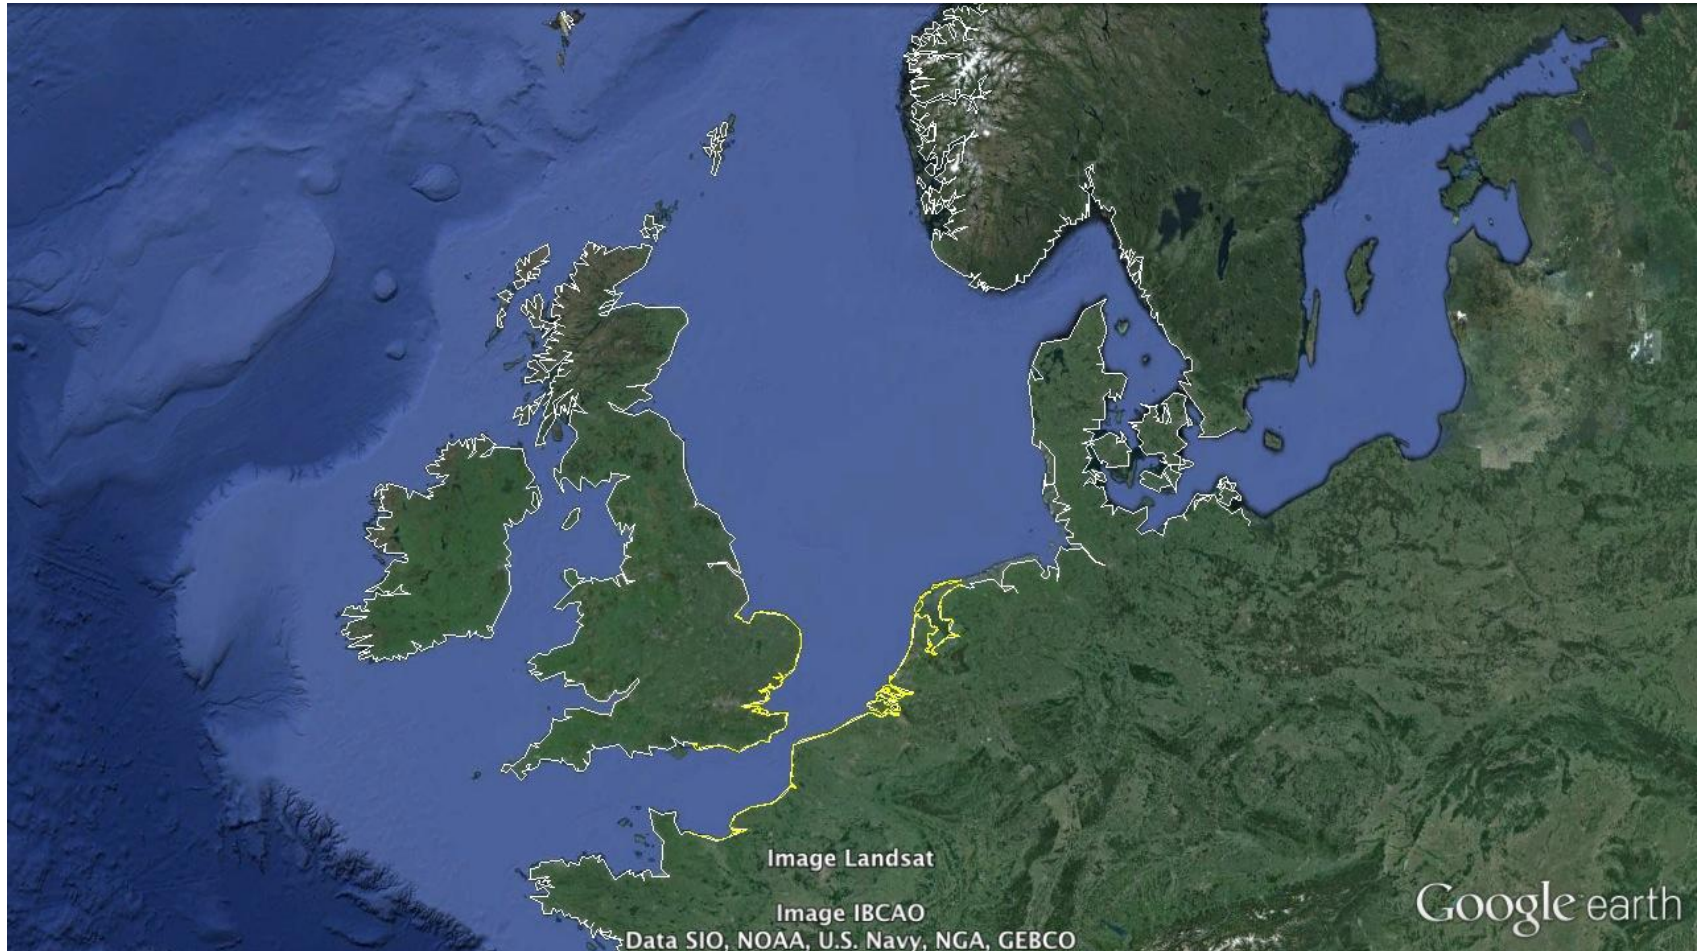 Image Landsat
Image IBCAO
Data SIO, NOAA, U.S. Navy, NGA, GEBCO
Google earth